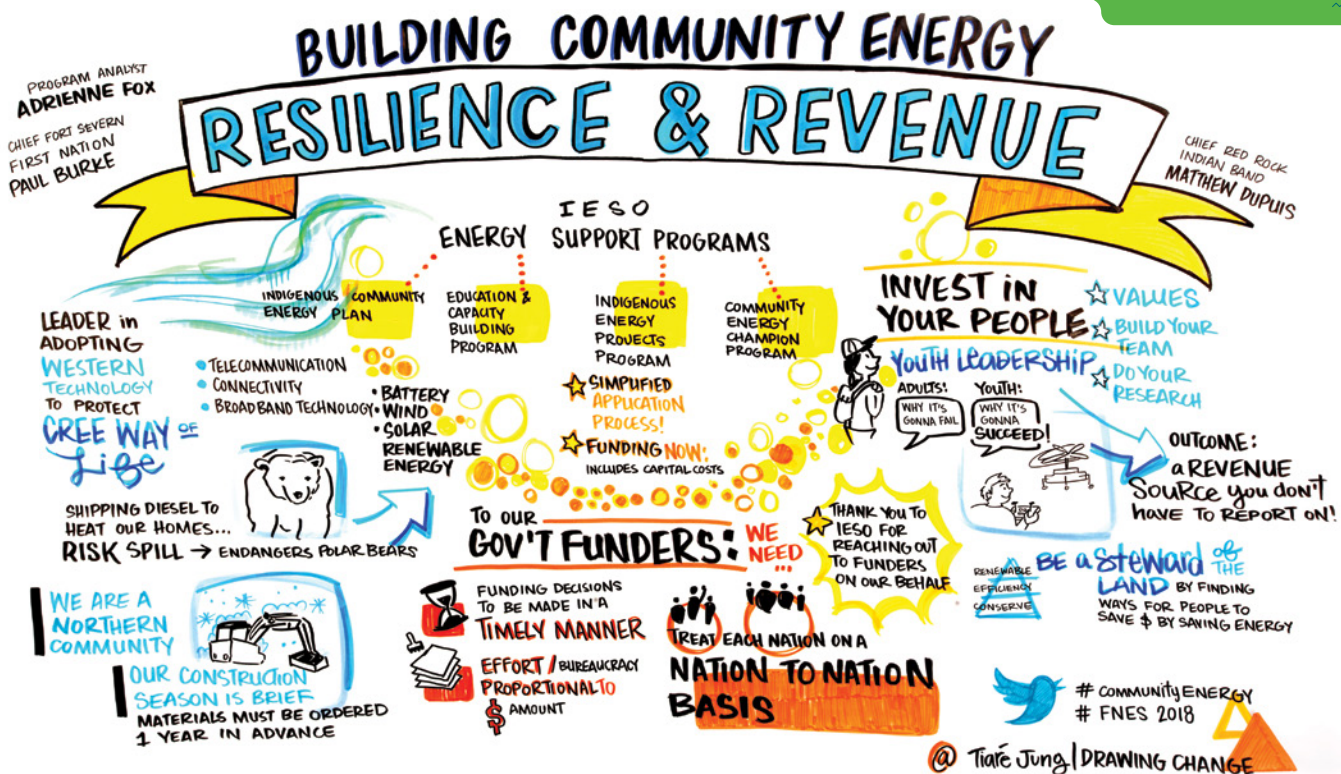 BUILDING COMMUNITY ENERGY
RESILIENCE & REVENUE
PROGRAM ANALYST
ADRIENNE FOX
CHIEF FORT SEVERN
FIRST NATION
PAUL BURKE
CHIEF RED ROCK
INDIAN BAND
MATTHEW DUPUIS
IESO
ENERGY SUPPORT PROGRAMS
INDIGENOUS COMMUNITY
ENERGY PLAN
EDUCATION &
CAPACITY
BUILDING
PROGRAM
INDIGENOUS
ENERGY
PROJECTS
PROGRAM
COMMUNITY
ENERGY
CHAMPION
PROGRAM
SIMPLIFIED
APPLICATION
PROCESS!
FUNDING NOW:
INCLUDES CAPITAL COSTS
LEADER in
ADOPTING
WESTERN
TECHNOLOGY
TO PROTECT
CREE WAY OF
LiFe
• TELECOMMUNICATION
• CONNECTIVITY
• BROADBAND TECHNOLOGY
• BATTERY
• WIND
• SOLAR
RENEWABLE
ENERGY
SHIPPING DIESEL TO
HEAT OUR HOMES...
RISK SPILL → ENDANGERS POLAR BEARS
WE ARE A
NORTHERN
COMMUNITY
OUR CONSTRUCTION
SEASON IS BRIEF
MATERIALS MUST BE ORDERED
1 YEAR IN ADVANCE
TO OUR
GOV'T FUNDERS:
WE
NEED
...
FUNDING DECISIONS
TO BE MADE IN A
TIMELY MANNER
EFFORT / BUREAUCRACY
PROPORTIONAL TO
$ AMOUNT
TREAT EACH NATION ON A
NATION TO NATION
BASIS
THANK YOU TO
IESO FOR
REACHING OUT
TO FUNDERS
ON OUR BEHALF
INVEST in
YOUR PEOPLE
VALUES
BUILD YOUR
TEAM
DO YOUR
RESEARCH
YOUTH LEADERSHIP
ADULTS:
WHY IT'S
GONNA FAIL
YOUTH:
WHY IT'S
GONNA
SUCCEED!
OUTCOME:
a REVENUE
SOURCE you don't
have to REPORT ON!
RENEWABLE
EFFICIENCY
CONSERVE
BE a STewarD of THE
LAND BY FINDING
WAYS FOR PEOPLE TO
SAVE $ BY SAVING ENERGY
# COMMUNITY ENERGY
# FNES 2018
@ Tiaré Jung | DRAWING CHANGE